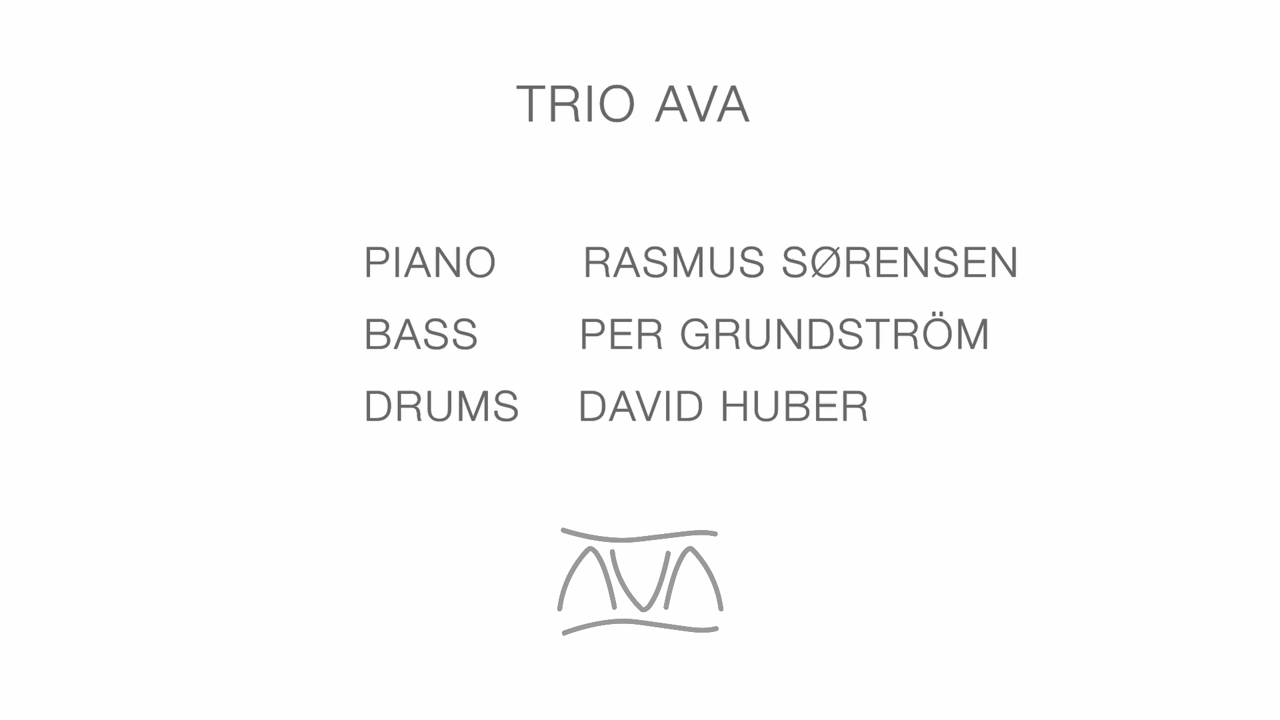 TRIO AVA
PIANO RASMUS SØRENSEN
BASS PER GRUNDSTRÖM
DRUMS DAVID HUBER
AVA